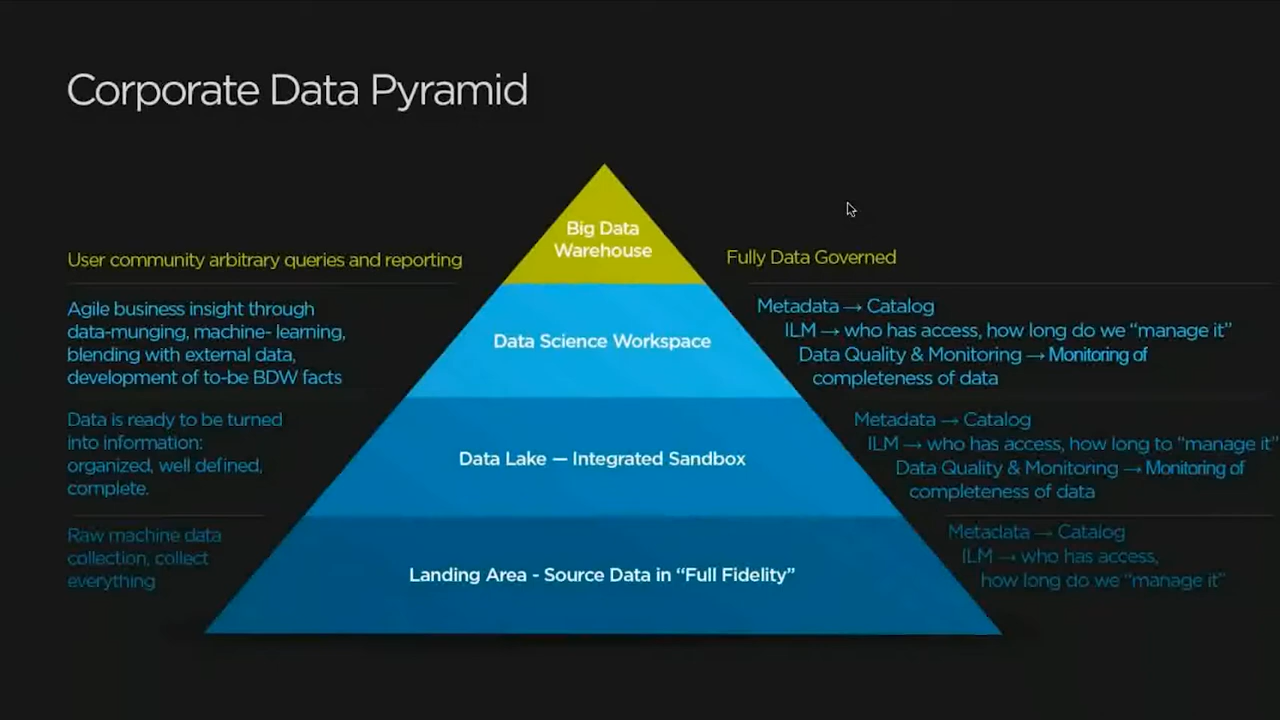 Corporate Data Pyramid
Big Data
Warehouse
User community arbitrary queries and reporting
Fully Data Governed
Agile business insight through
data-munging, machine- learning,
blending with external data,
development of to-be BDW facts
Data Science Workspace
Metadata → Catalog
ILM → who has access, how long do we “manage it”
Data Quality & Monitoring → Monitoring of
completeness of data
Data is ready to be turned
into information:
organized, well defined,
complete.
Data Lake — Integrated Sandbox
Metadata → Catalog
ILM → who has access, how long to “manage it”
Data Quality & Monitoring → Monitoring of
completeness of data
Raw machine data
collection, collect
everything
Landing Area - Source Data in “Full Fidelity”
Metadata → Catalog
ILM → who has access,
how long do we “manage it”